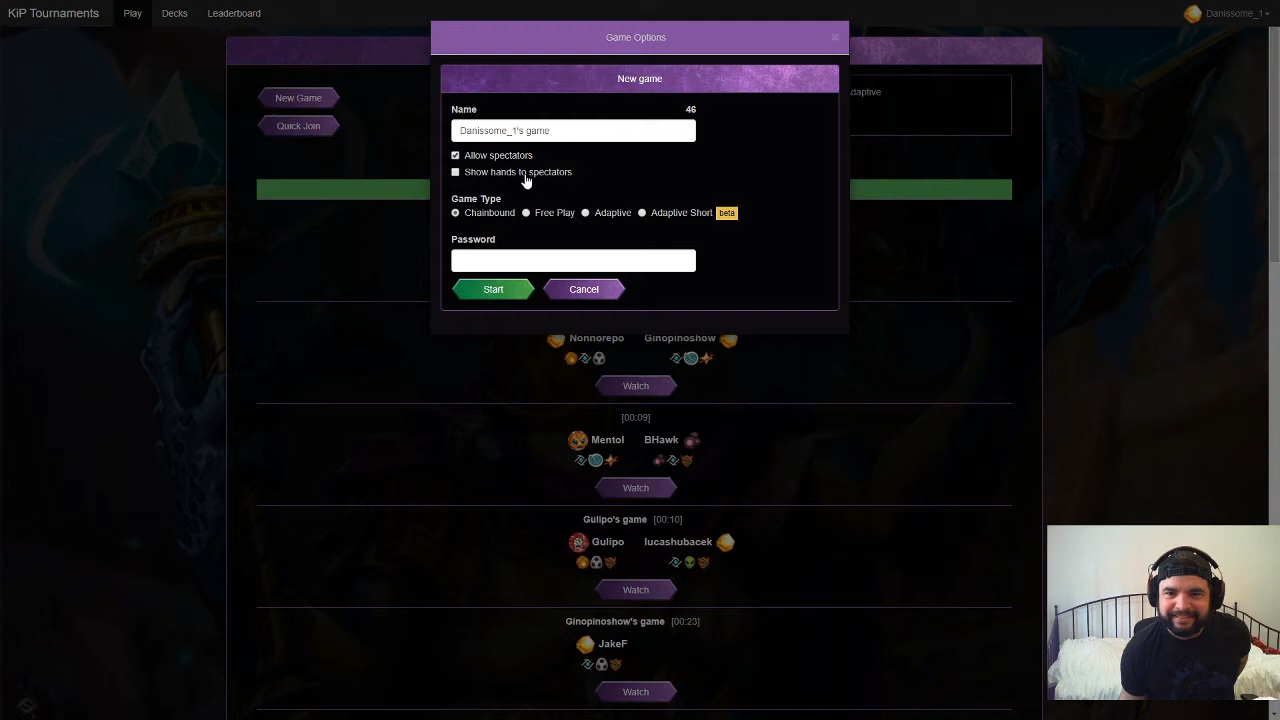 KiP Tournaments Play Decks Leaderboard Danissome_1
Game Options
New game
New Game
Quick Join
Adaptive
Name 46
Danissome_1's game
Allow spectators
Show hands to spectators
Game Type
Chainbound Free Play Adaptive Adaptive Short beta
Password
Start Cancel
Nonnorepo Ginopinoshow
Watch
[00:09]
Mentol BHawk
Watch
Gulipo's game [00:10]
Gulipo lucashubacek
Watch
Ginopinoshow's game [00:23]
JakeF
Watch